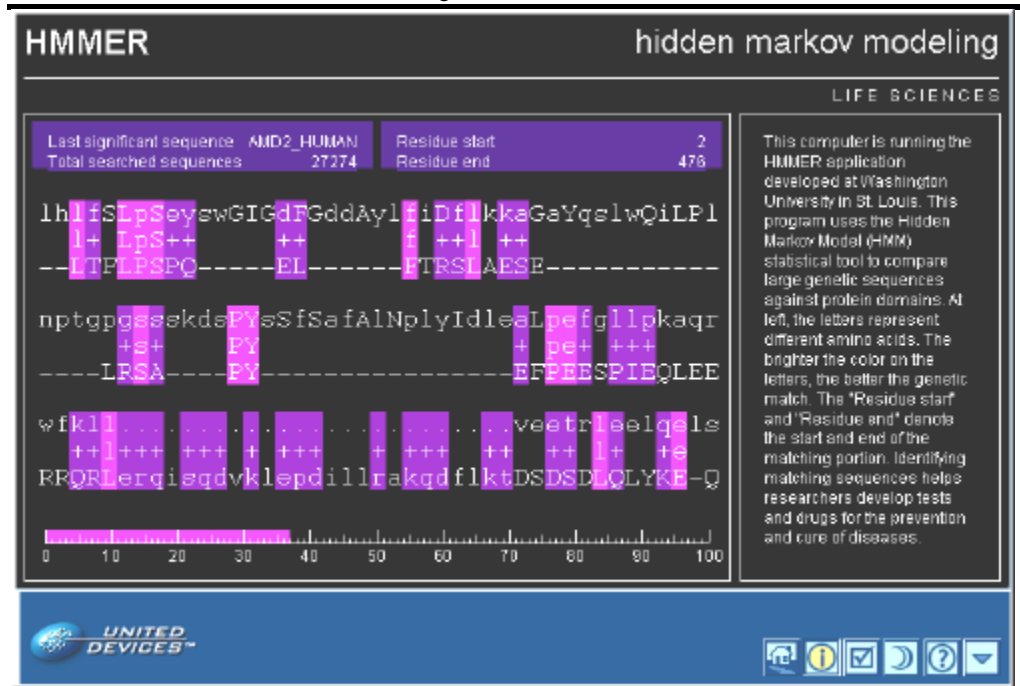 HMMER
hidden markov modeling
LIFE SCIENCES
Last significant sequence AMD2_HUMAN
Total searched sequences 27274
Residue start 2
Residue end 476
lhlfSLpSeyswGIGdFGddAylfiDflkkaGaYqslwQiLPl
l+ LpS++ ++ f ++l ++
--LTFLPSPQ-----EL------FTRSLAESE-----------
nptgpgssskdsPYsSfSafAlNplyIdleaLpefgllpkaqr
+s+ PY + pe+ +++
----LRSA----PY----------------EFPEESPIEQLEE
wfkll.........................veetrleelqels
++l+++ +++ + +++ + +++ ++ ++ l+ +e
RRQRLerqisqdvklepdillrakqdflktDSDSDLQLYKE-Q
0 10 20 30 40 50 60 70 80 90 100
This computer is running the
HMMER application
developed at Washington
University in St. Louis. This
program uses the Hidden
Markov Model (HMM)
statistical tool to compare
large genetic sequences
against protein domains. At
left, the letters represent
different amino acids. The
brighter the color on the
letters, the better the genetic
match. The "Residue start"
and "Residue end" denote
the start and end of the
matching portion. Identifying
matching sequences helps
researchers develop tests
and drugs for the prevention
and cure of diseases.
UNITED
DEVICES™